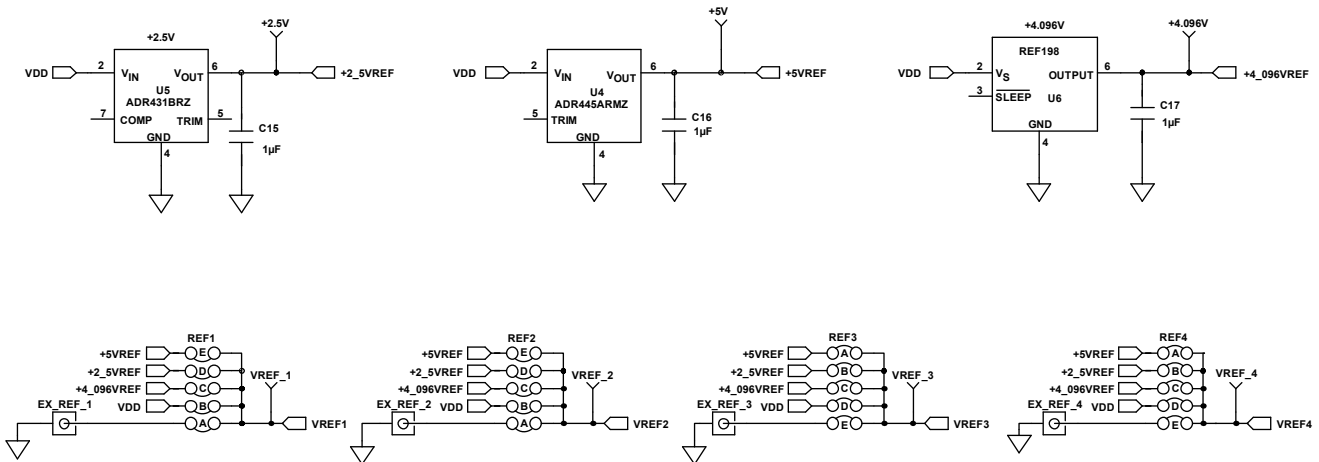 +2.5V
+2.5V
VDD 2 VIN VOUT 6 +2_5VREF
U5
ADR431BRZ
7 COMP TRIM 5
GND
4
C15
1µF
+5V
VDD 2 VIN VOUT 6 +5VREF
U4
ADR445ARMZ
5 TRIM
GND
4
C16
1µF
+4.096V
+4.096V
REF198
VDD 2 VS OUTPUT 6 +4_096VREF
3 SLEEP U6
GND
4
C17
1µF
REF1
+5VREF E
+2_5VREF D
+4_096VREF C VREF_1
EX_REF_1 VDD B
A VREF1
REF2
+5VREF E
+2_5VREF D
+4_096VREF C VREF_2
EX_REF_2 VDD B
A VREF2
REF3
+5VREF A
+2_5VREF B
+4_096VREF C VREF_3
EX_REF_3 VDD D
E VREF3
REF4
+5VREF A
+2_5VREF B
+4_096VREF C VREF_4
EX_REF_4 VDD D
E VREF4